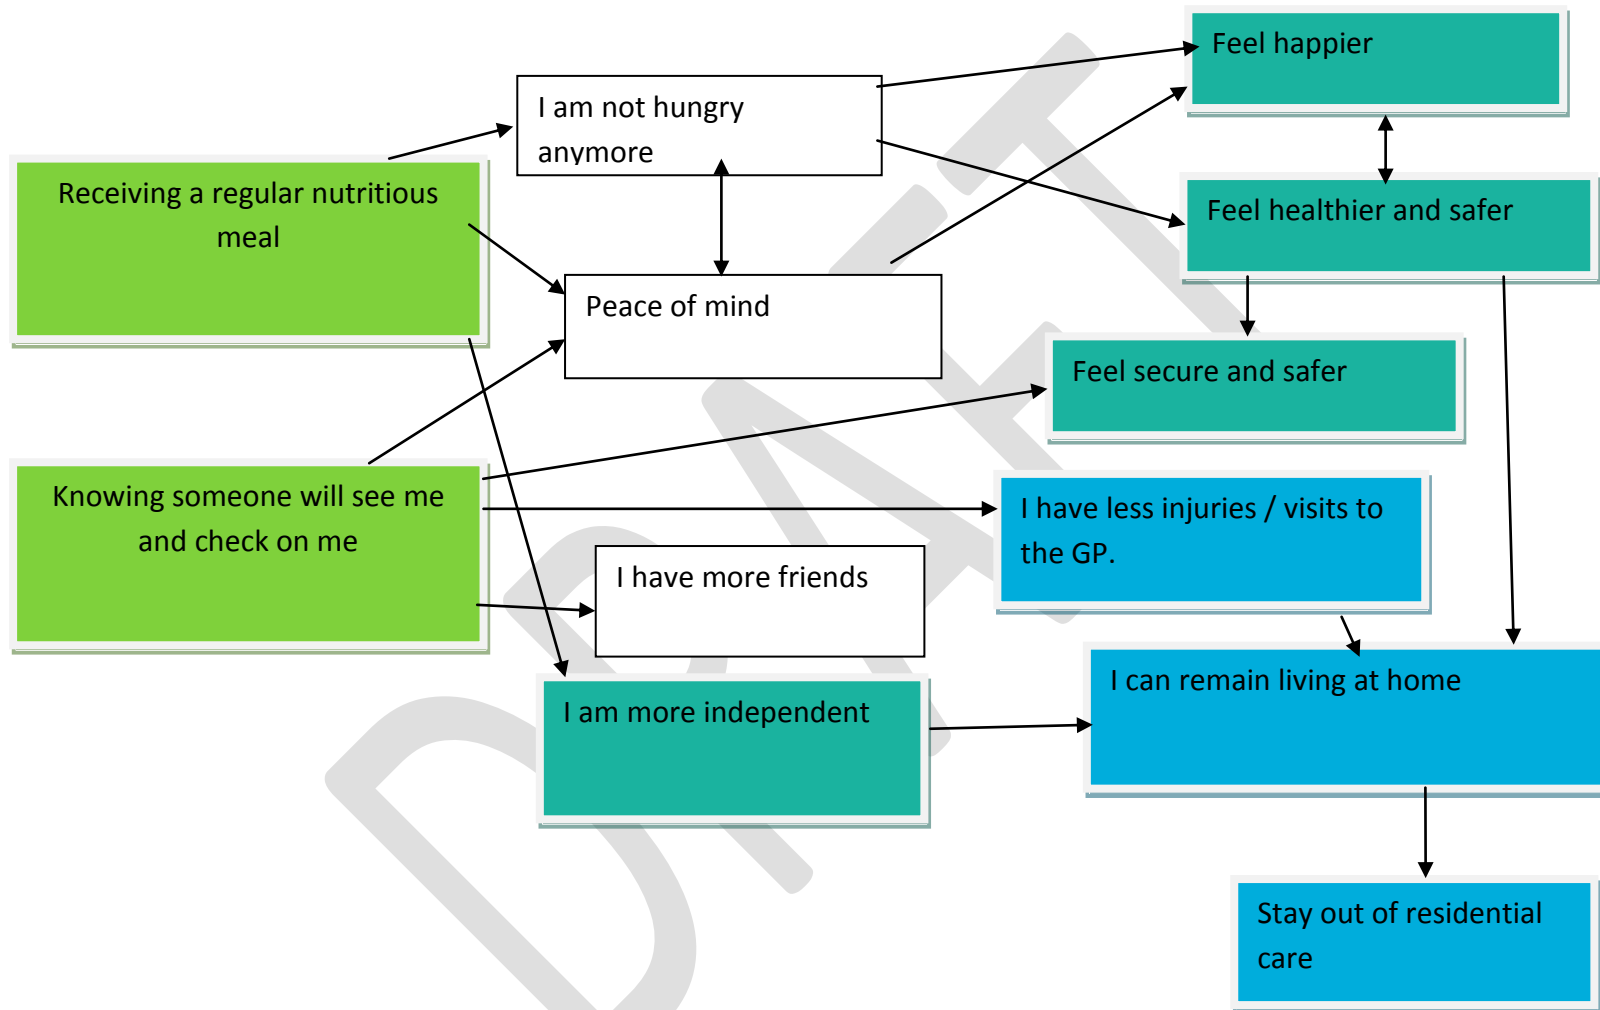 Feel happier
I am not hungry
anymore
Receiving a regular nutritious
meal
Feel healthier and safer
Peace of mind
Feel secure and safer
Knowing someone will see me
and check on me
I have less injuries / visits to
the GP.
I have more friends
I can remain living at home
I am more independent
Stay out of residential
care
DRAFT